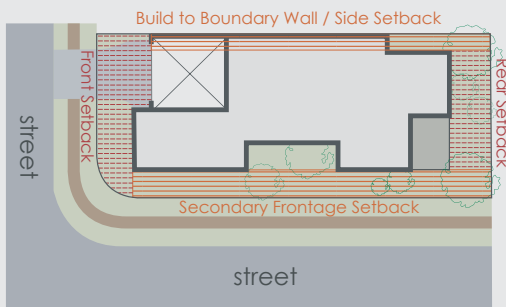 Build to Boundary Wall / Side Setback
Front Setback
Rear Setback
street
Secondary Frontage Setback
street